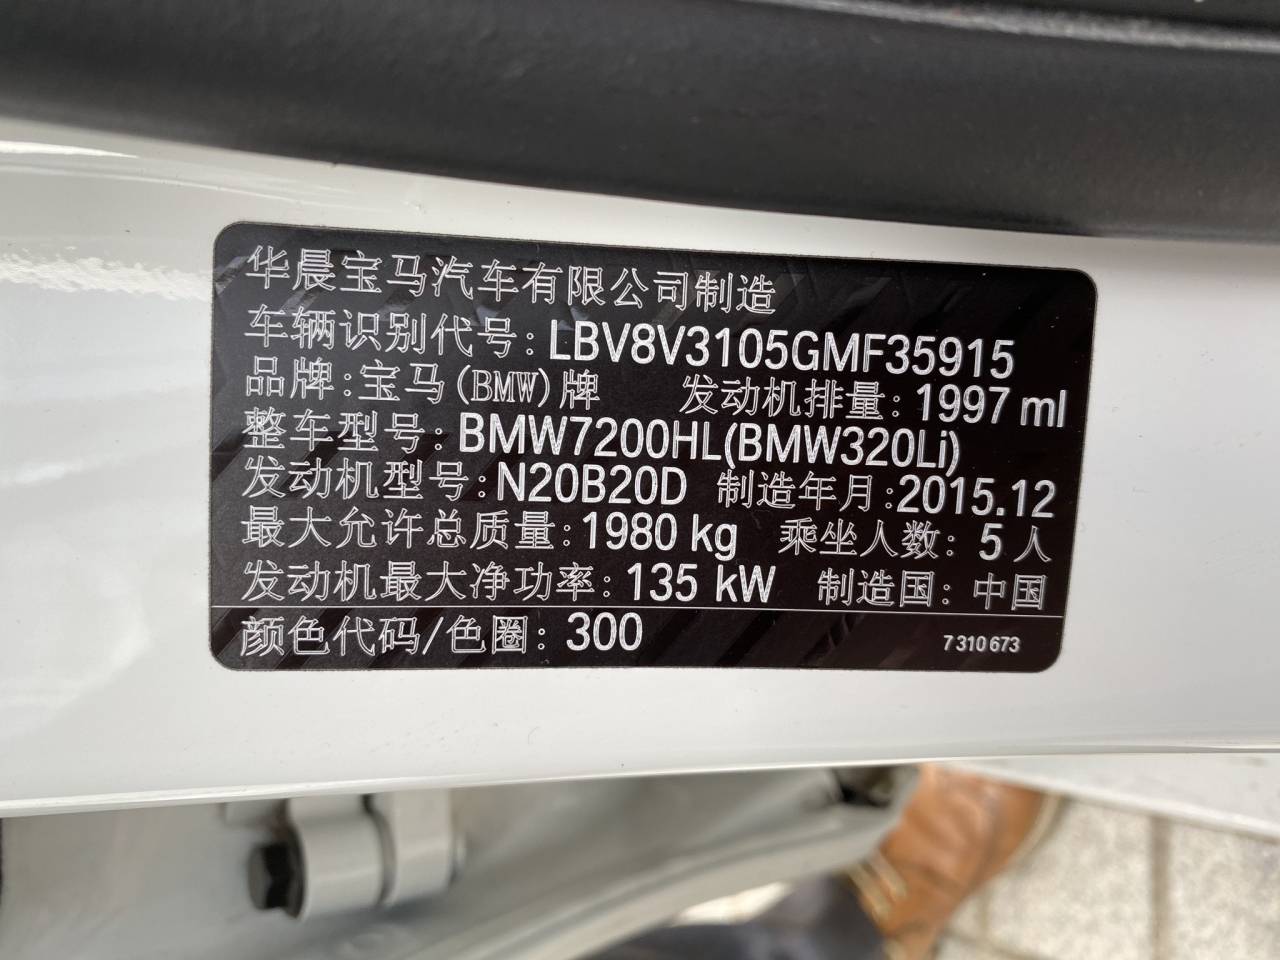 华晨宝马汽车有限公司制造
车辆识别代号: LBV8V3105GMF35915
品牌: 宝马(BMW)牌 发动机排量: 1997 ml
整车型号: BMW7200HL(BMW320Li)
发动机型号: N20B20D 制造年月: 2015.12
最大允许总质量: 1980 kg 乘坐人数: 5 人
发动机最大净功率: 135 kW 制造国: 中国
颜色代码/色圈: 300 7 310 673